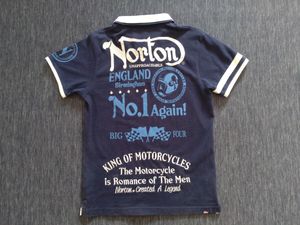 Norton
UNAPPROACHABLE
ENGLAND
Birmingham
No.1 Again!
BIG FOUR
KING OF MOTORCYCLES
The Motorcycle
is Romance of The Men
Norton. Created A Legend